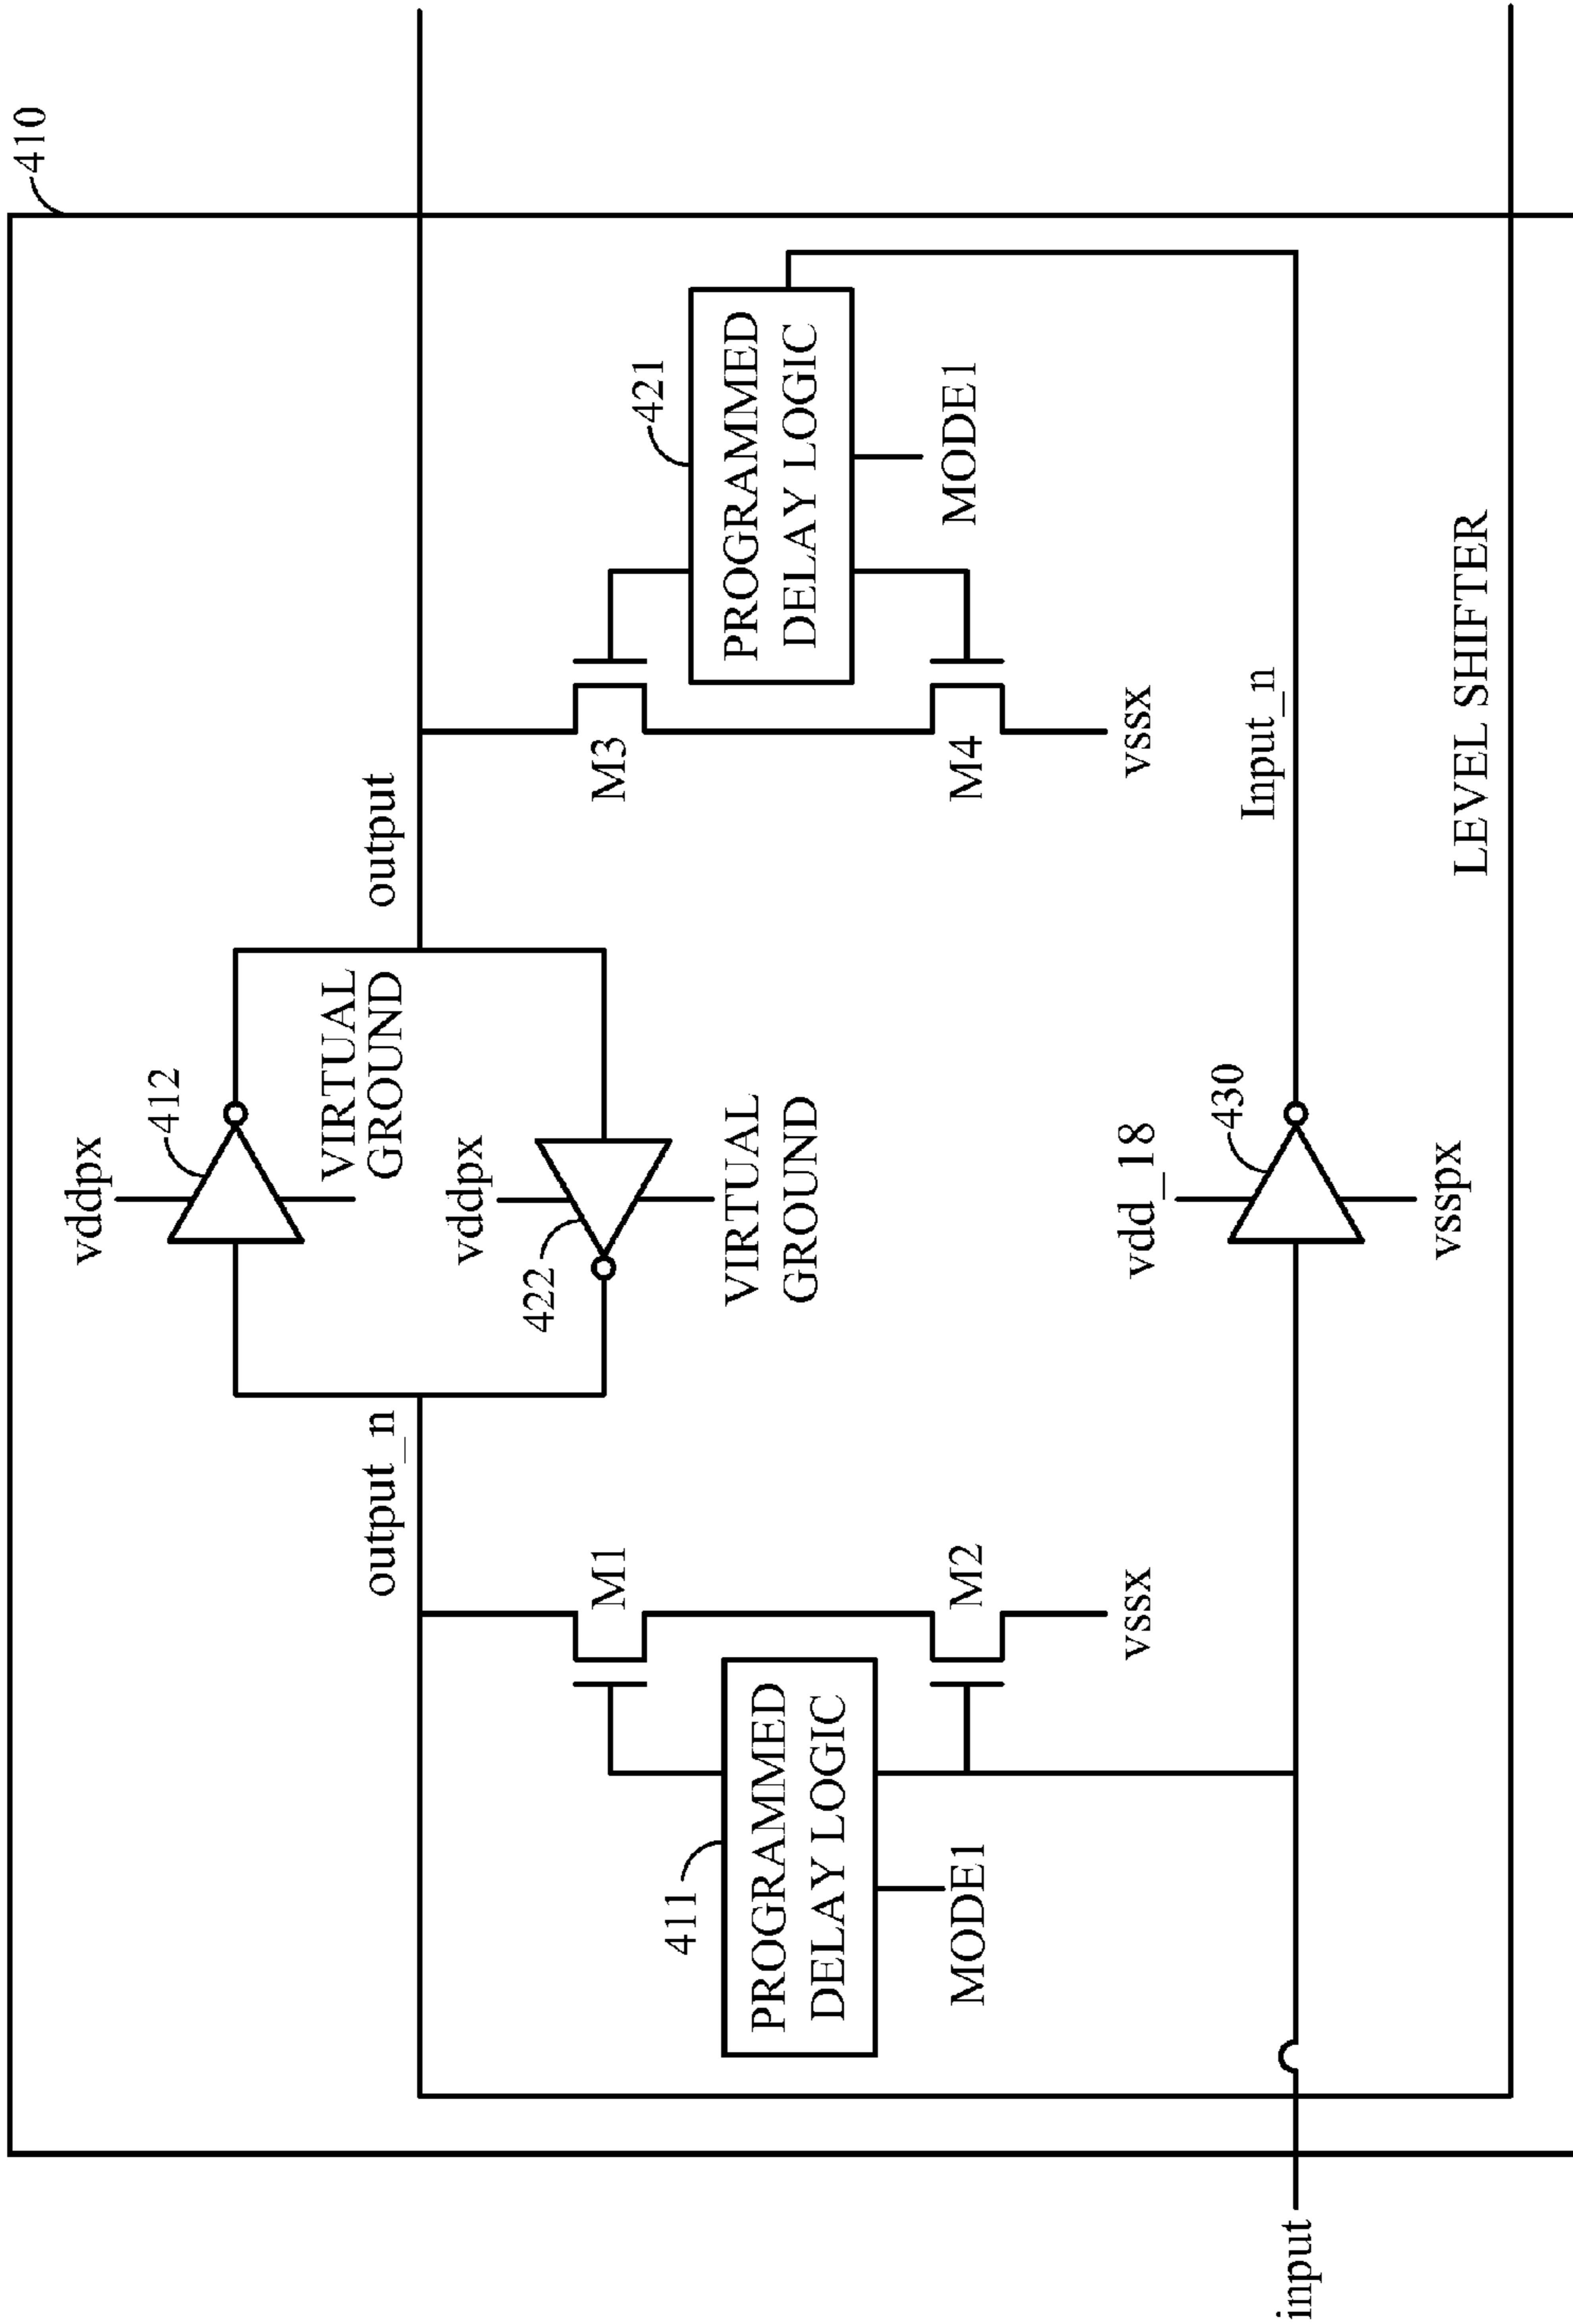 410
vddpx
412
VIRTUAL
GROUND
output_n
output
vddpx
422
VIRTUAL
GROUND
M1
M3
411
PROGRAMMED
DELAY LOGIC
421
PROGRAMMED
DELAY LOGIC
MODE1
M2
M4
MODE1
vssx
vssx
vdd_18
430
Input_n
input
vsspx
LEVEL SHIFTER